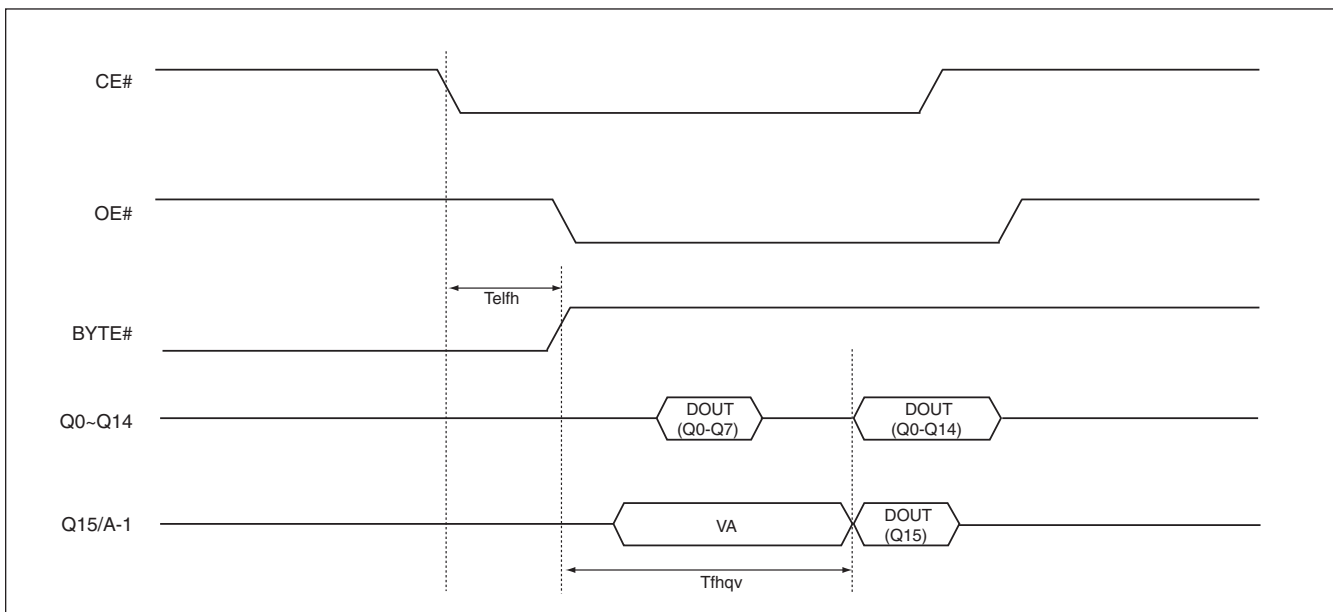 CE#
OE#
Telfh
BYTE#
Q0~Q14
DOUT
(Q0-Q7)
DOUT
(Q0-Q14)
Q15/A-1
VA
DOUT
(Q15)
Tfhqv